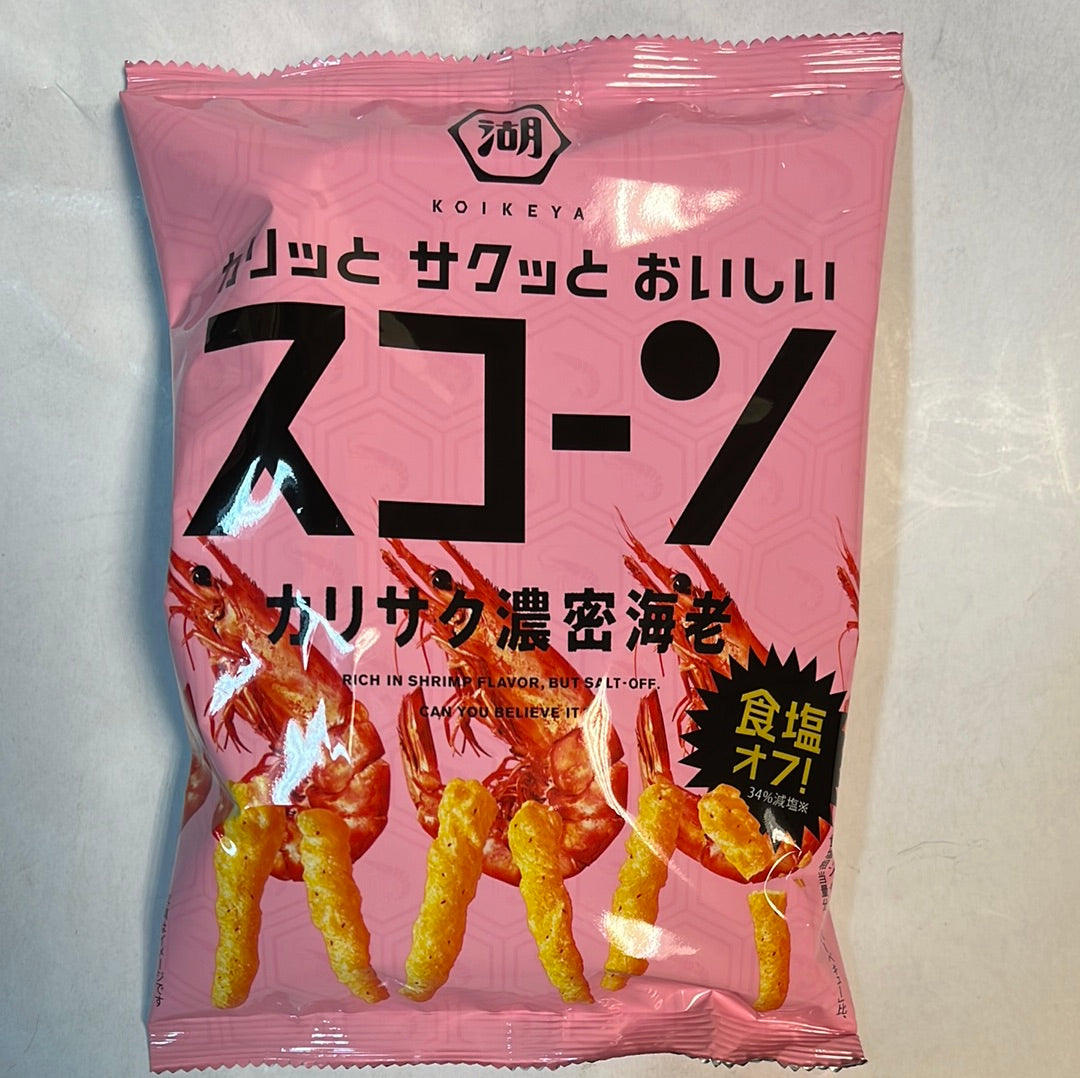 湖
KOIKEYA
カリッと サクッと おいしい
スコーン
カリサク濃密海老
RICH IN SHRIMP FLAVOR, BUT SALT-OFF.
CAN YOU BELIEVE IT
食塩
オフ!
34%減塩※